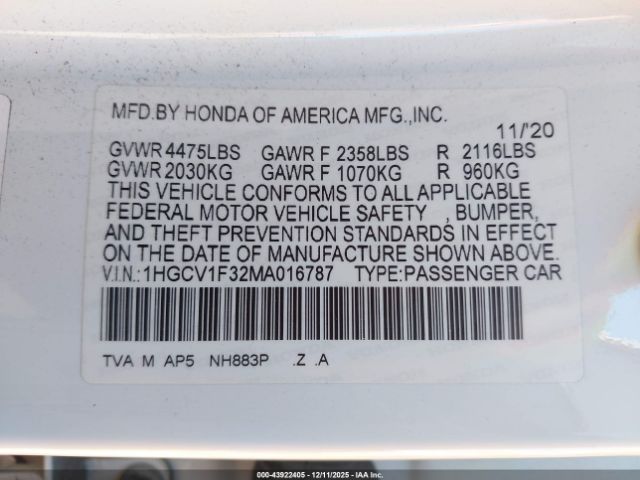 MFD.BY HONDA OF AMERICA MFG.,INC.
11/'20
GVWR 4475LBS GAWR F 2358LBS R 2116LBS
GVWR 2030KG GAWR F 1070KG R 960KG
THIS VEHICLE CONFORMS TO ALL APPLICABLE
FEDERAL MOTOR VEHICLE SAFETY , BUMPER,
AND THEFT PREVENTION STANDARDS IN EFFECT
ON THE DATE OF MANUFACTURE SHOWN ABOVE.
V.I.N.:1HGCV1F32MA016787 TYPE:PASSENGER CAR
TVA M AP5 NH883P .Z .A
000-43922405 - 12/11/2025 - IAA Inc.